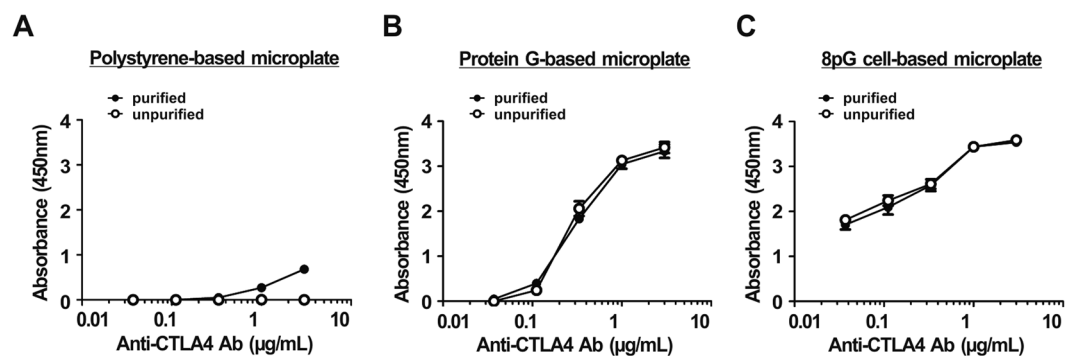 A
Polystyrene-based microplate
purified
unpurified
Absorbance (450nm)
4
3
2
1
0
0.01
0.1
1
10
Anti-CTLA4 Ab (µg/mL)
B
Protein G-based microplate
purified
unpurified
Absorbance (450nm)
4
3
2
1
0
0.01
0.1
1
10
Anti-CTLA4 Ab (µg/mL)
C
8pG cell-based microplate
purified
unpurified
Absorbance (450nm)
4
3
2
1
0
0.01
0.1
1
10
Anti-CTLA4 Ab (µg/mL)